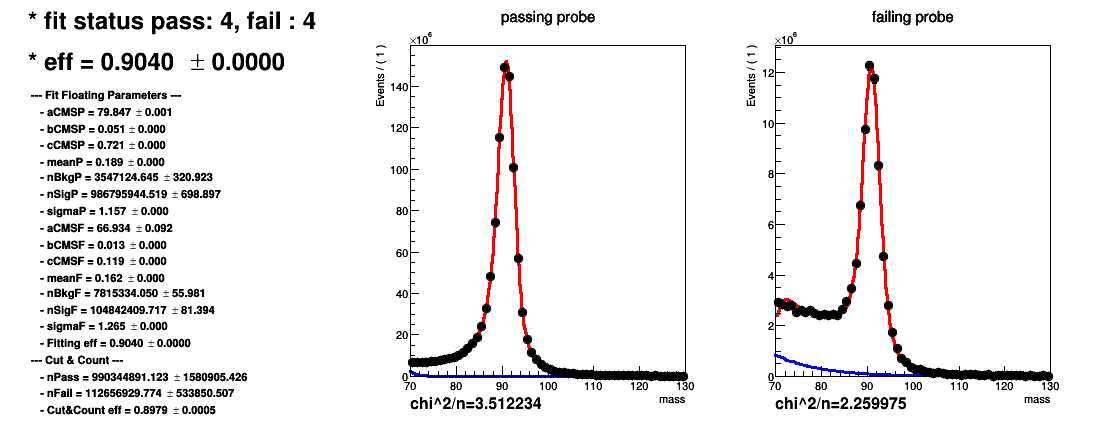 * fit status pass: 4, fail : 4
* eff = 0.9040 ± 0.0000
--- Fit Floating Parameters ---
- aCMSP = 79.847 ± 0.001
- bCMSP = 0.051 ± 0.000
- cCMSP = 0.721 ± 0.000
- meanP = 0.189 ± 0.000
- nBkgP = 3547124.645 ± 320.923
- nSigP = 986795944.519 ± 698.897
- sigmaP = 1.157 ± 0.000
- aCMSF = 66.934 ± 0.092
- bCMSF = 0.013 ± 0.000
- cCMSF = 0.119 ± 0.000
- meanF = 0.162 ± 0.000
- nBkgF = 7815334.050 ± 55.981
- nSigF = 104842409.717 ± 81.394
- sigmaF = 1.265 ± 0.000
- Fitting eff = 0.9040 ± 0.0000
--- Cut & Count ---
- nPass = 990344891.123 ± 1580905.426
- nFail = 112656929.774 ± 533850.507
- Cut&Count eff = 0.8979 ± 0.0005
passing probe
×10^6
Events / ( 1 )
140
120
100
80
60
40
20
0
70 80 90 100 110 120 130
mass
chi^2/n=3.512234
failing probe
×10^6
Events / ( 1 )
12
10
8
6
4
2
0
70 80 90 100 110 120 130
mass
chi^2/n=2.259975